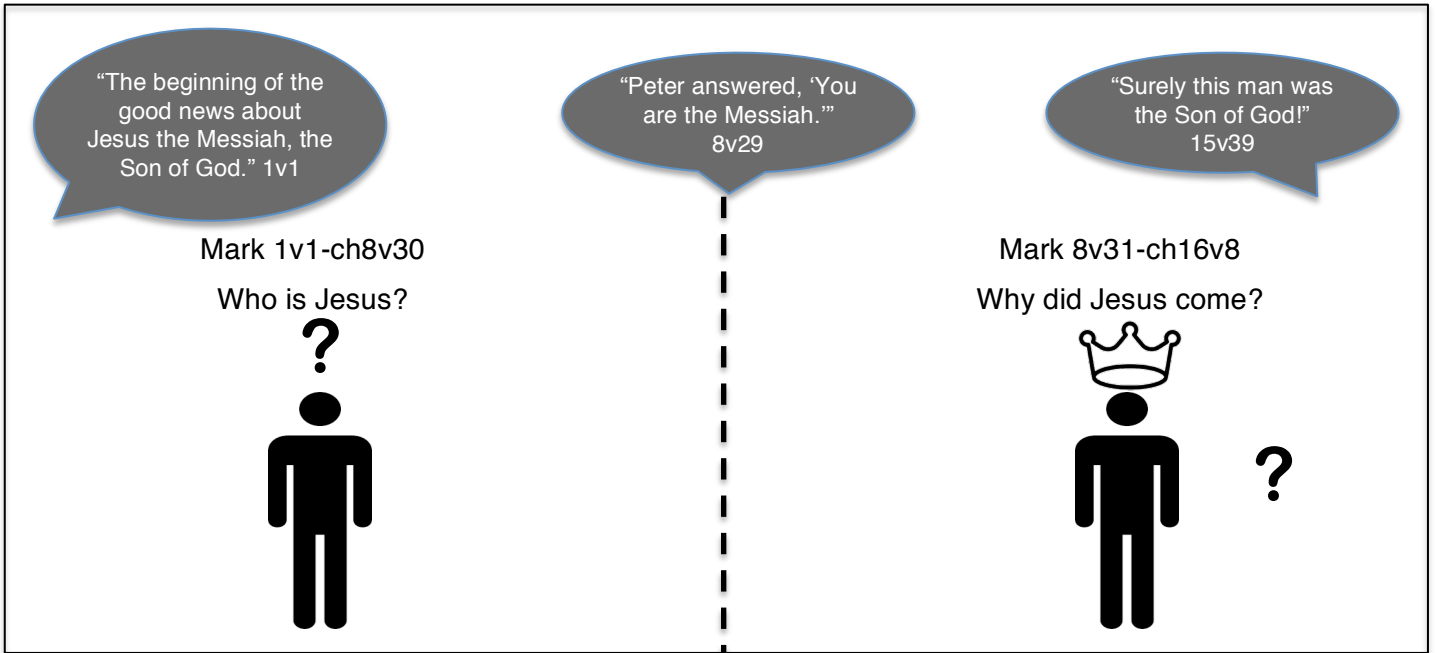 “The beginning of the
good news about
Jesus the Messiah, the
Son of God.” 1v1
“Peter answered, ‘You
are the Messiah.’”
8v29
“Surely this man was
the Son of God!”
15v39
Mark 1v1-ch8v30
Who is Jesus?
?
Mark 8v31-ch16v8
Why did Jesus come?
?